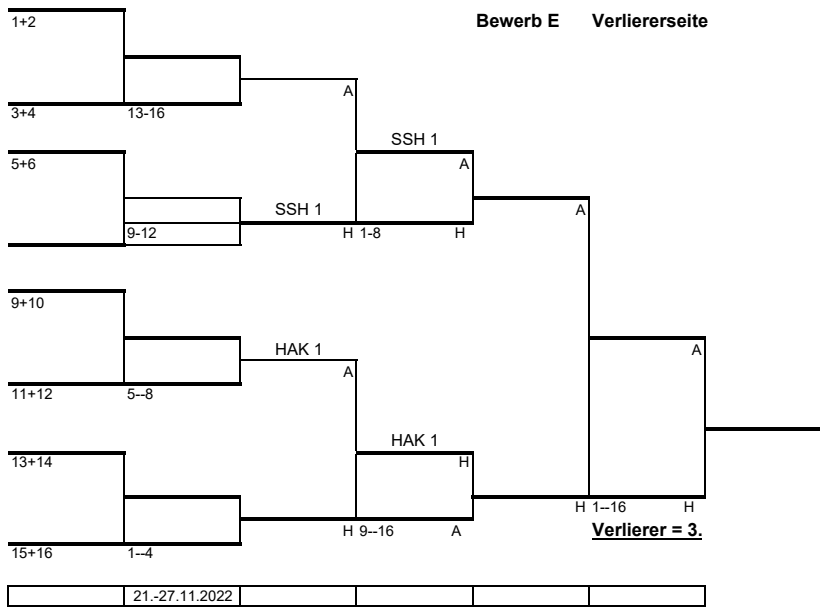 Bewerb E Verliererseite
1+2
A
3+4 13-16
SSH 1
5+6 A
SSH 1 A
9-12 H 1-8 H
9+10
HAK 1 A
A
11+12 5--8
HAK 1
13+14 H
H 1--16 H
H 9--16 A Verlierer = 3.
15+16 1--4
21.-27.11.2022